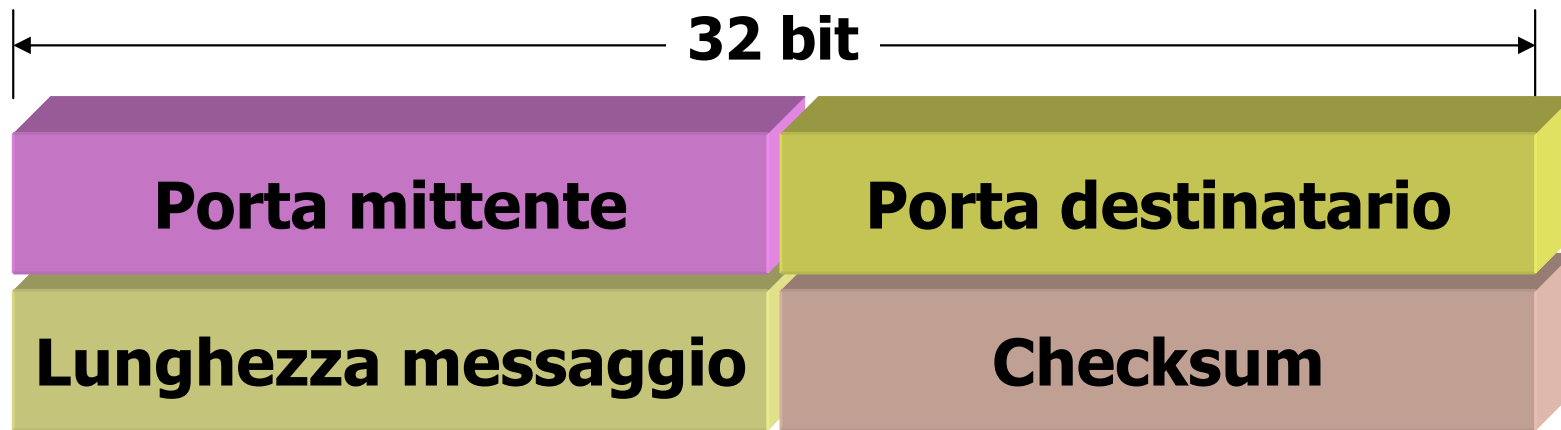 32 bit
Porta mittente
Porta destinatario
Lunghezza messaggio
Checksum